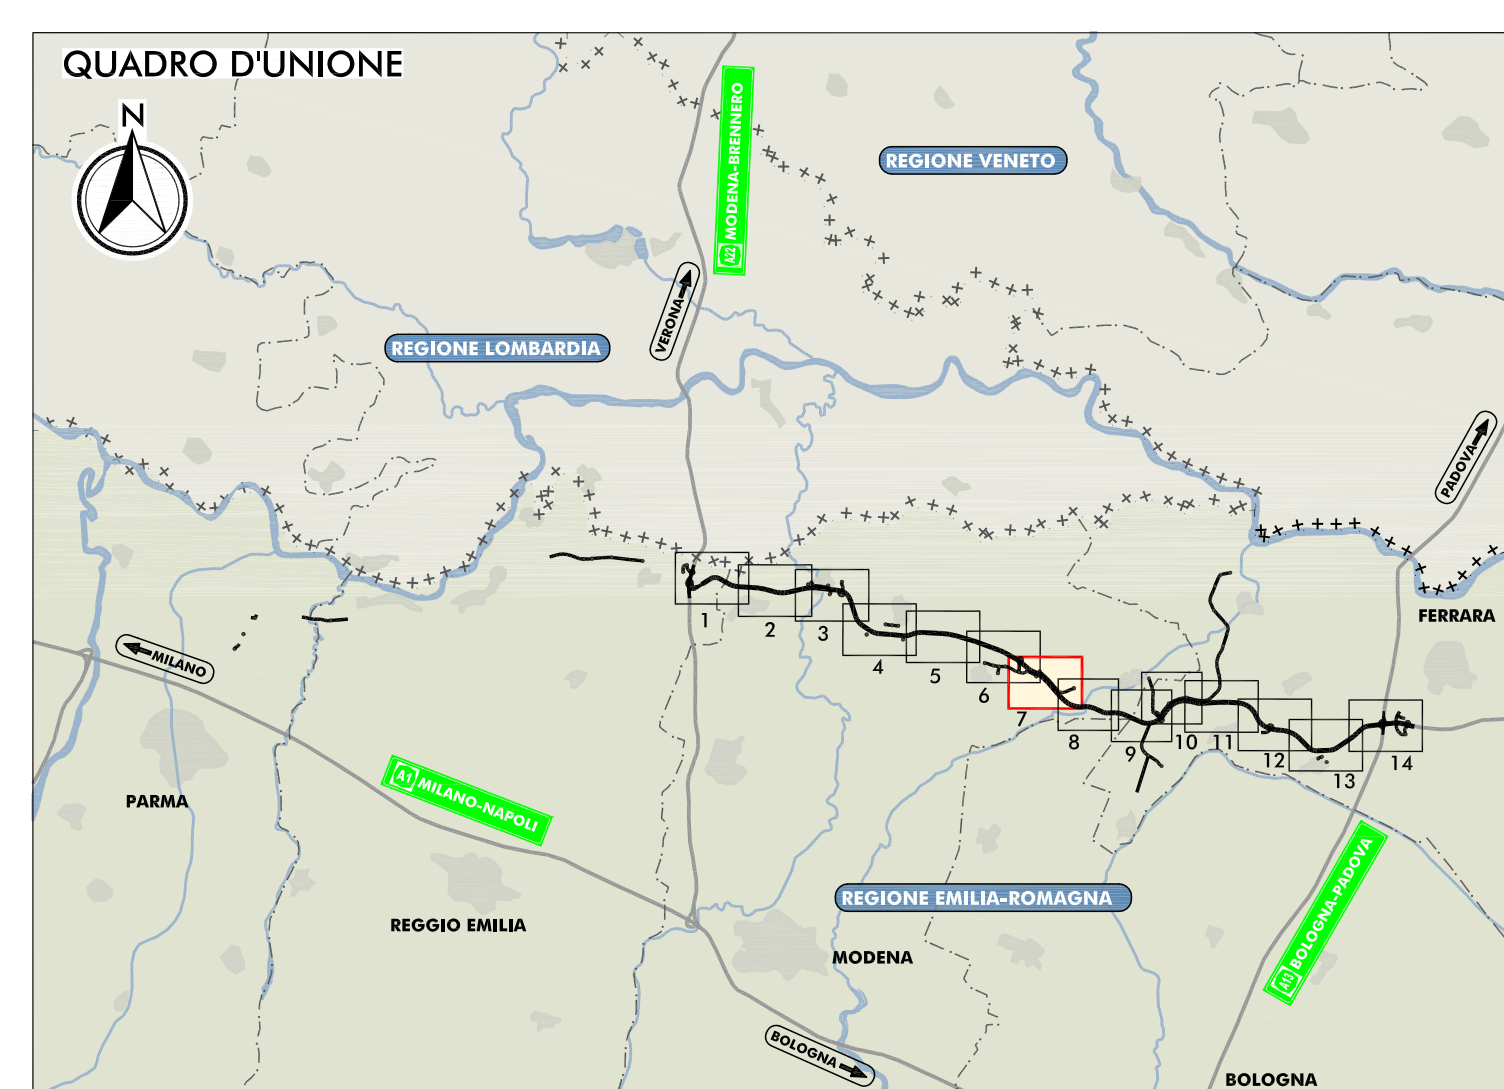 QUADRO D'UNIONE
N
A22 MODENA-BRENNERO
REGIONE VENETO
VERONA
REGIONE LOMBARDIA
PADOVA
FERRARA
1
2
3
4
5
6
7
8
9
10
11
12
13
14
MILANO
A1 MILANO-NAPOLI
PARMA
REGGIO EMILIA
REGIONE EMILIA-ROMAGNA
MODENA
A13 BOLOGNA-PADOVA
BOLOGNA
BOLOGNA